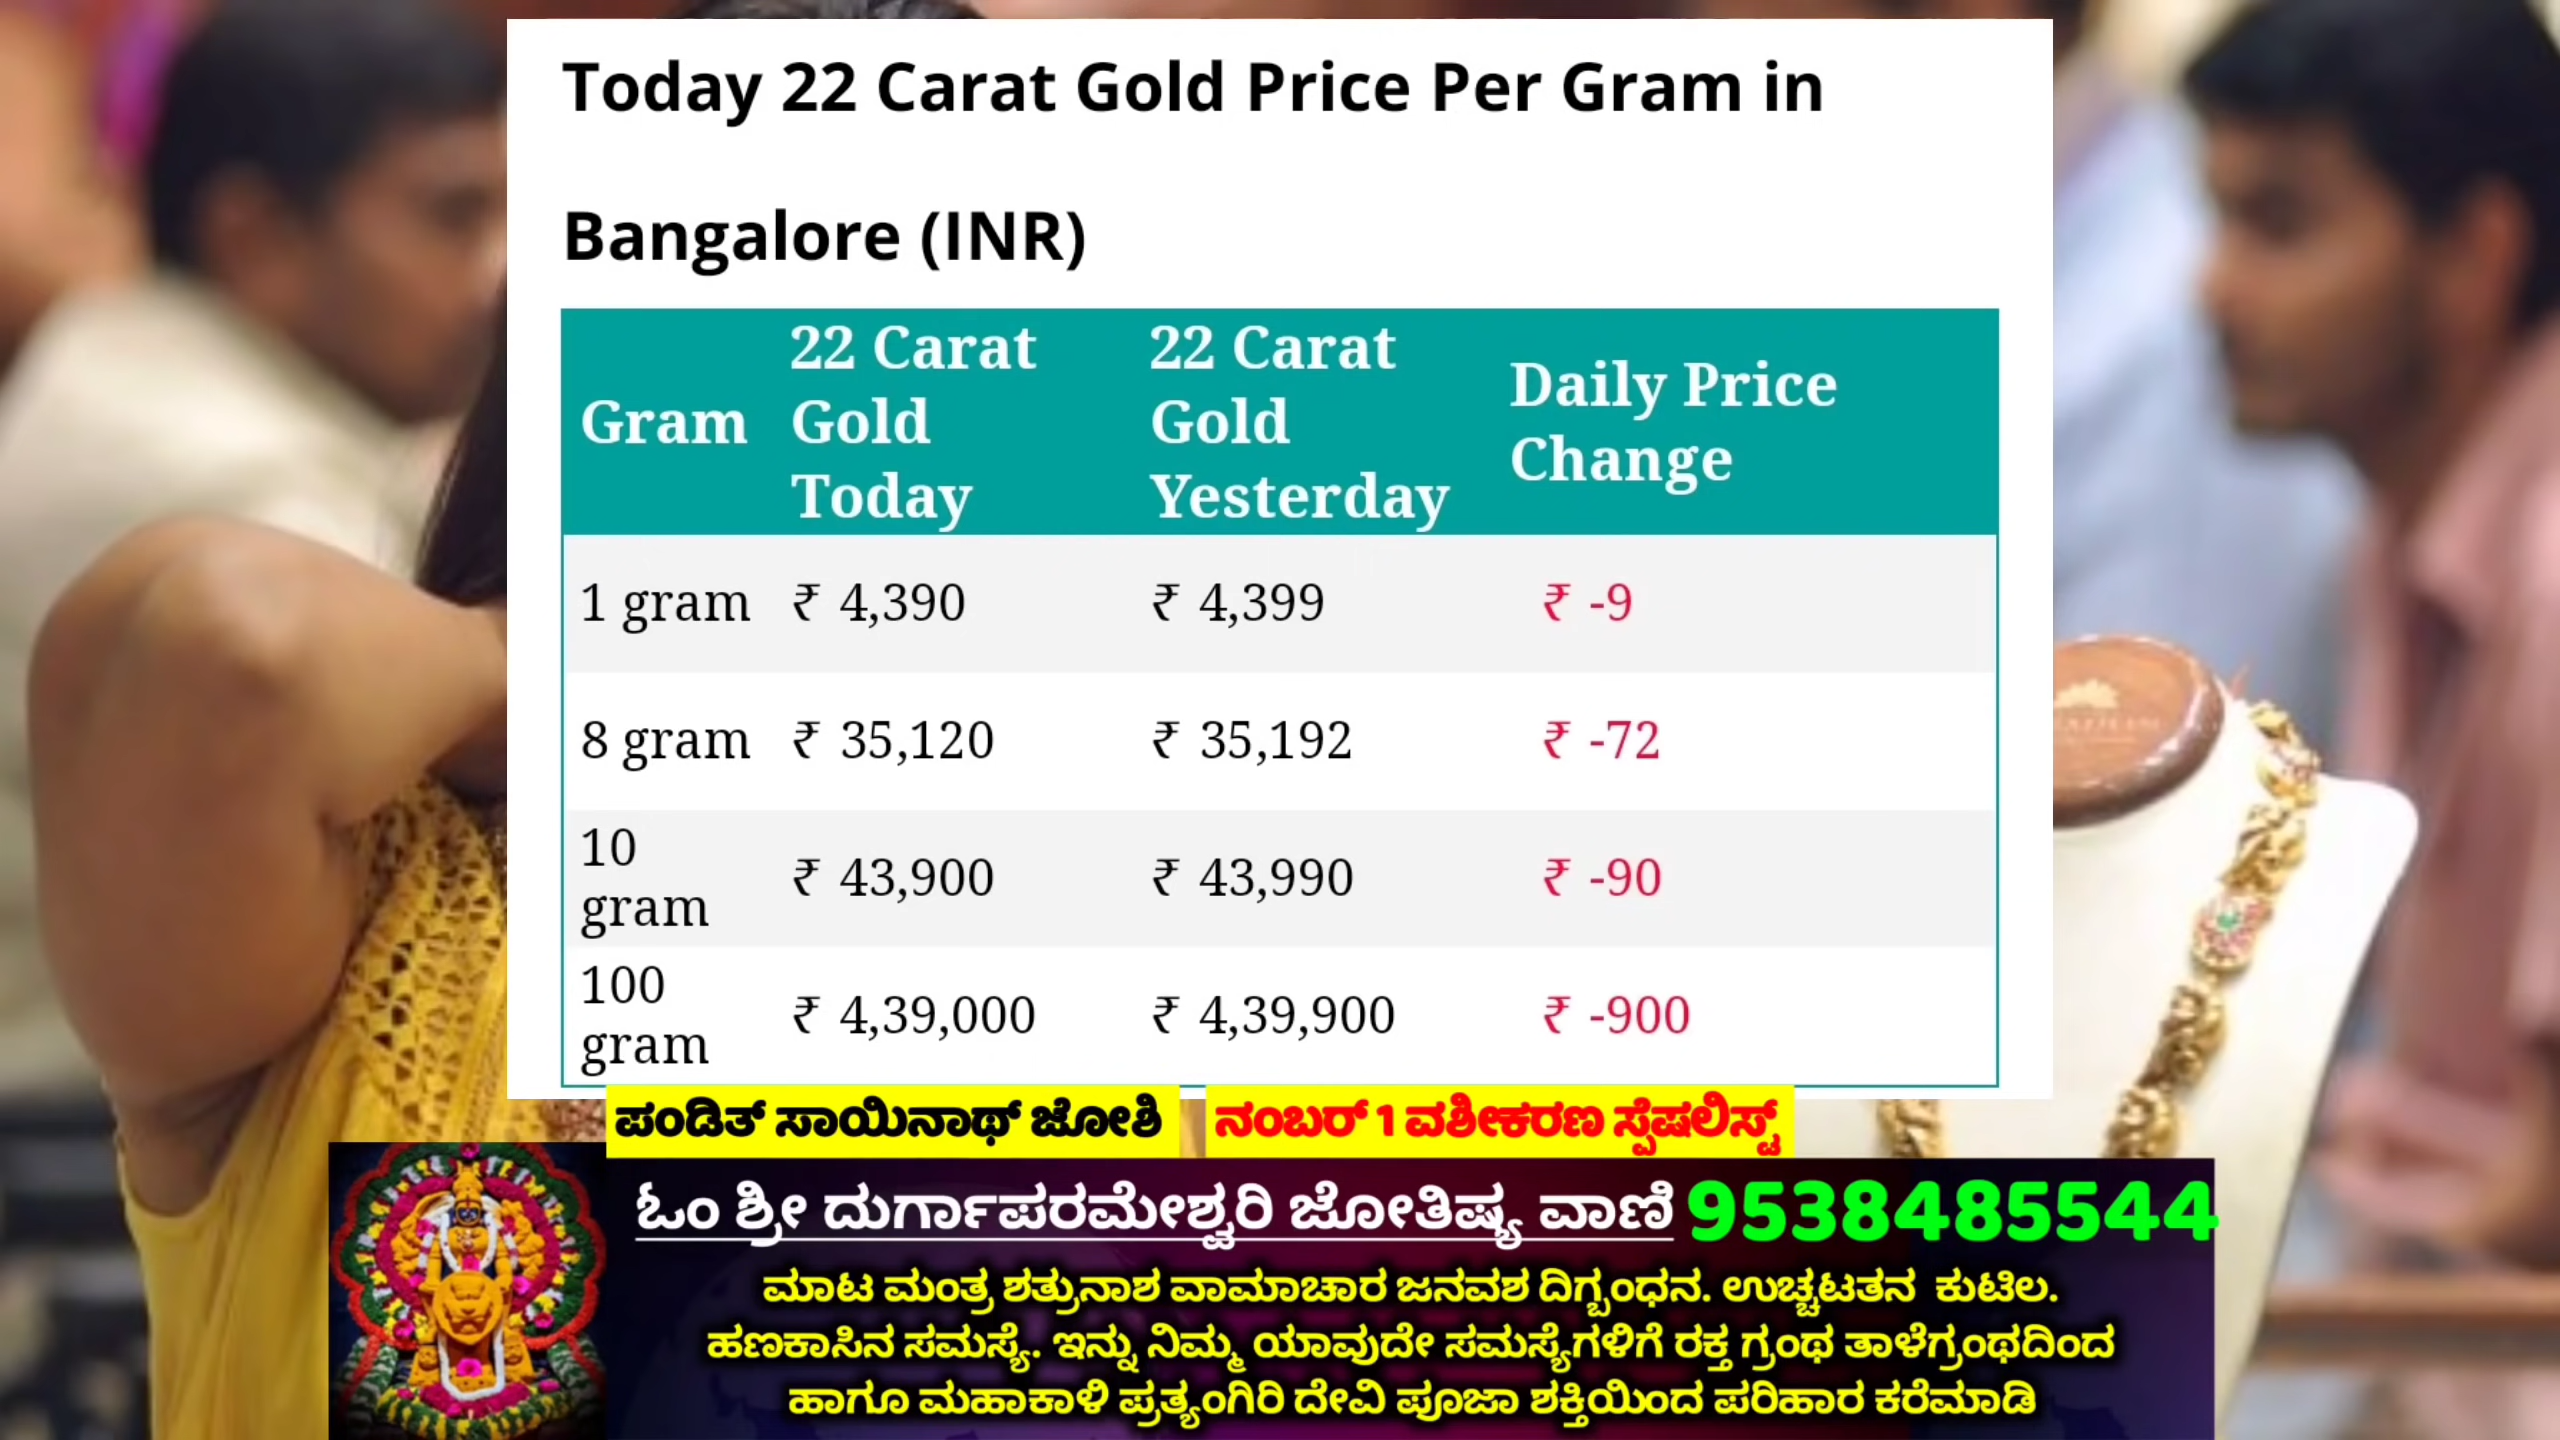 Today 22 Carat Gold Price Per Gram in
Bangalore (INR)
Gram
22 Carat
Gold
Today
22 Carat
Gold
Yesterday
Daily Price
Change
1 gram ₹ 4,390 ₹ 4,399 ₹ -9
8 gram ₹ 35,120 ₹ 35,192 ₹ -72
10
gram ₹ 43,900 ₹ 43,990 ₹ -90
100
gram ₹ 4,39,000 ₹ 4,39,900 ₹ -900
ಪಂಡಿತ್ ಸಾಯಿನಾಥ್ ಜೋಶಿ ನಂಬರ್ 1 ವಶೀಕರಣ ಸ್ಪೆಷಲಿಸ್ಟ್
ಓಂ ಶ್ರೀ ದುರ್ಗಾಪರಮೇಶ್ವರಿ ಜೋತಿಷ್ಯ ವಾಣಿ 9538485544
ಮಾಟ ಮಂತ್ರ ಶತ್ರುನಾಶ ವಾಮಾಚಾರ ಜನವಶ ದಿಗ್ಬಂಧನ. ಉಚ್ಚಟತನ ಕುಟಿಲ.
ಹಣಕಾಸಿನ ಸಮಸ್ಯೆ. ಇನ್ನು ನಿಮ್ಮ ಯಾವುದೇ ಸಮಸ್ಯೆಗಳಿಗೆ ರಕ್ತ ಗ್ರಂಥ ತಾಳೆಗ್ರಂಥದಿಂದ
ಹಾಗೂ ಮಹಾಕಾಳಿ ಪ್ರತ್ಯಂಗಿರಿ ದೇವಿ ಪೂಜಾ ಶಕ್ತಿಯಿಂದ ಪರಿಹಾರ ಕರೆಮಾಡಿ